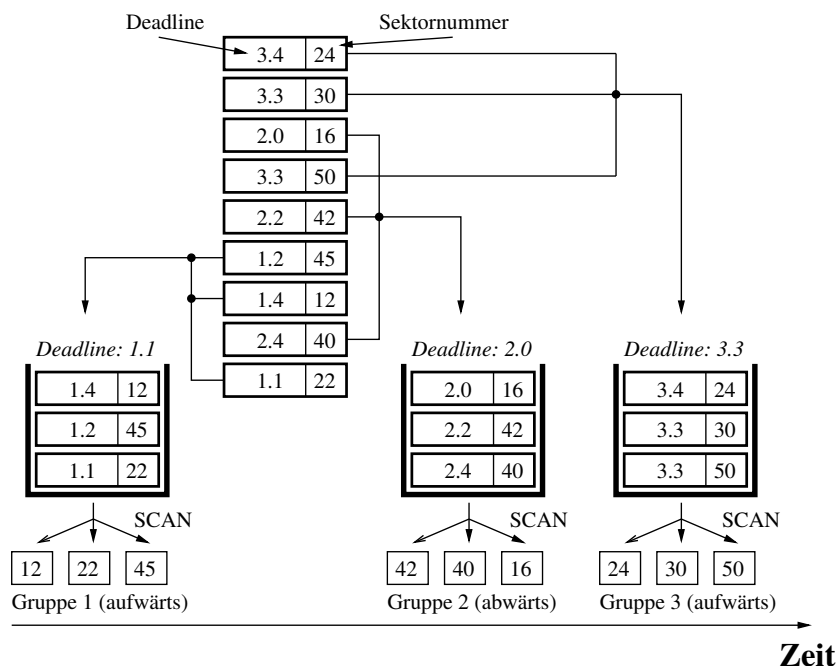 Deadline Sektornummer
3.4 24
3.3 30
2.0 16
3.3 50
2.2 42
1.2 45
1.4 12
2.4 40
1.1 22
Deadline: 1.1 Deadline: 2.0 Deadline: 3.3
1.4 12 2.0 16 3.4 24
1.2 45 2.2 42 3.3 30
1.1 22 2.4 40 3.3 50
SCAN SCAN SCAN
12 22 45 42 40 16 24 30 50
Gruppe 1 (aufwärts) Gruppe 2 (abwärts) Gruppe 3 (aufwärts)
Zeit